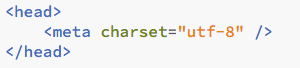 <head>
    <meta charset="utf-8" />
</head>